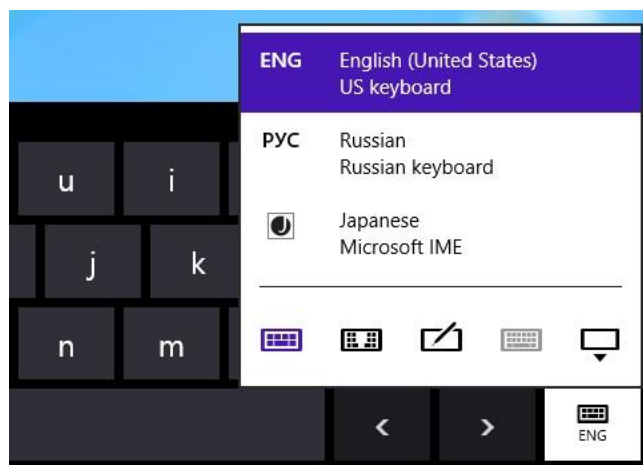 ENG English (United States)
US keyboard
РУС Russian
Russian keyboard
Japanese
Microsoft IME
u i
j k
n m
< >
ENG